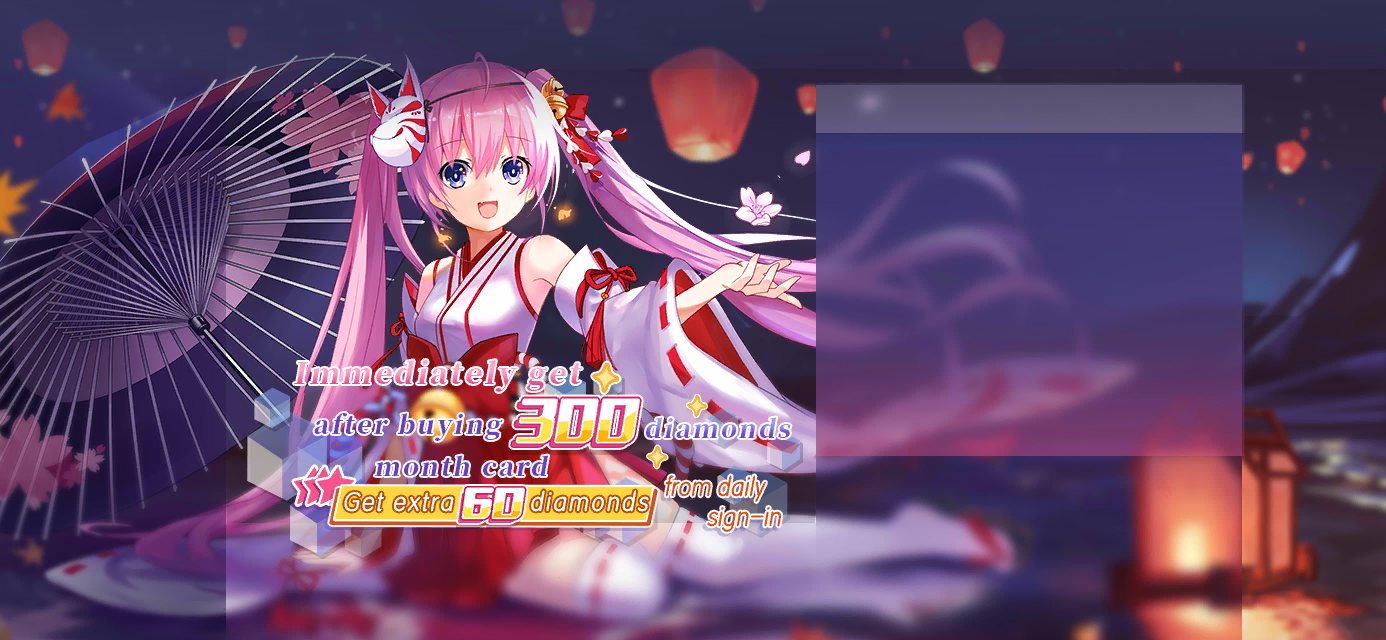 Immediately get
after buying 300 diamonds
month card
Get extra 60 diamonds from daily
sign-in